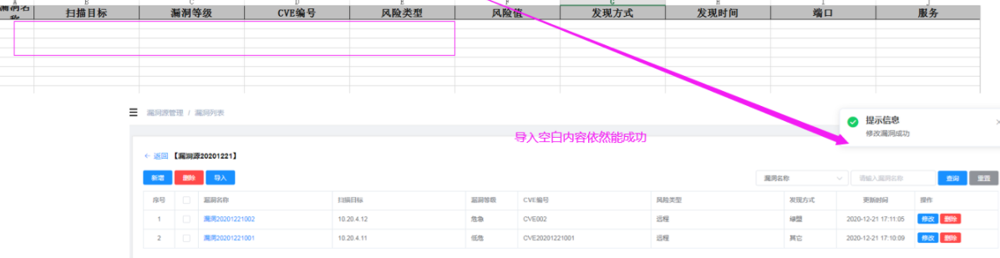 A B C D E F G H I J
漏洞名称 扫描目标 漏洞等级 CVE编号 风险类型 风险值 发现方式 发现时间 端口 服务
漏洞源管理 / 漏洞列表
提示信息
修改漏洞成功
导入空白内容依然能成功
← 返回 【漏洞源20201221】
新增 删除 导入 漏洞名称 请输入漏洞名称 查询 重置
序号 漏洞名称 扫描目标 漏洞等级 CVE编号 风险类型 发现方式 更新时间 操作
1 漏洞20201221002 10.20.4.12 危急 CVE002 远程 绿盟 2020-12-21 17:11:05 修改 删除
2 漏洞20201221001 10.20.4.11 低危 CVE20201221001 远程 其它 2020-12-21 17:10:09 修改 删除